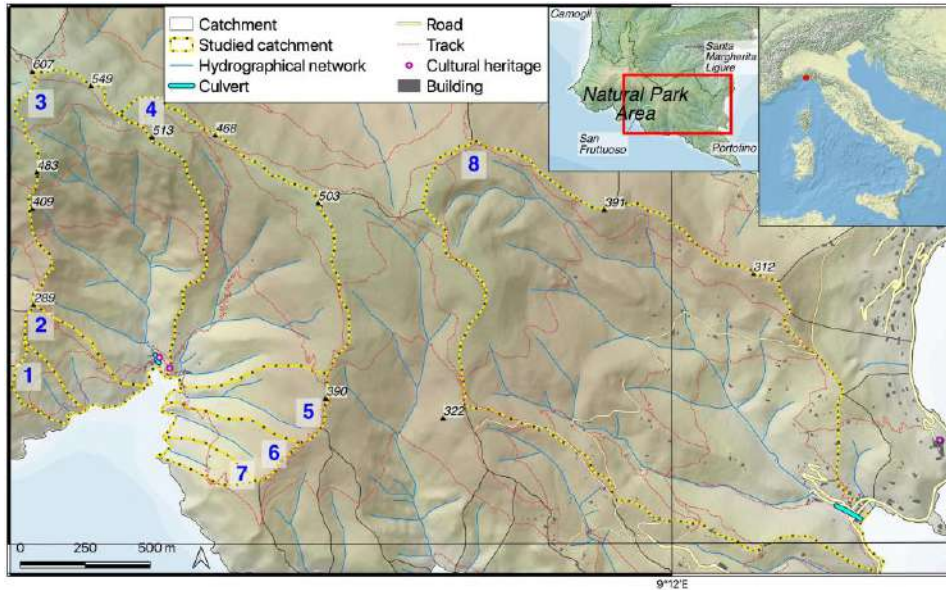 Catchment
Studied catchment
Hydrographical network
Culvert
Road
Track
Cultural heritage
Building
Camogli
Santa
Margherita
Ligure
Natural Park
Area
San
Fruttuoso
Portofino
607
549
3
4
513
468
8
483
503
409
391
312
289
2
1
390
5
322
6
7
0
250
500 m
9°12'E